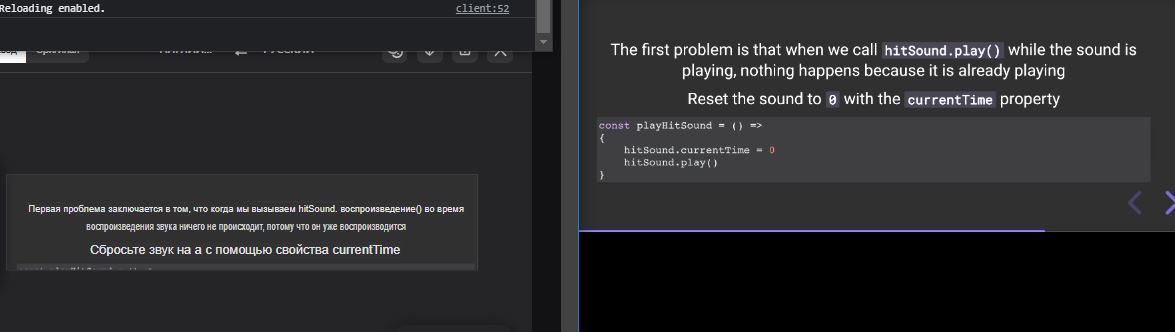 Reloading enabled.
client:52
Первая проблема заключается в том, что когда мы вызываем hitSound. воспроизведение() во время
воспроизведения звука ничего не происходит, потому что он уже воспроизводится
Сбросьте звук на а с помощью свойства currentTime
The first problem is that when we call hitSound.play() while the sound is
playing, nothing happens because it is already playing
Reset the sound to 0 with the currentTime property
const playHitSound = () =>
{
hitSound.currentTime = 0
hitSound.play()
}